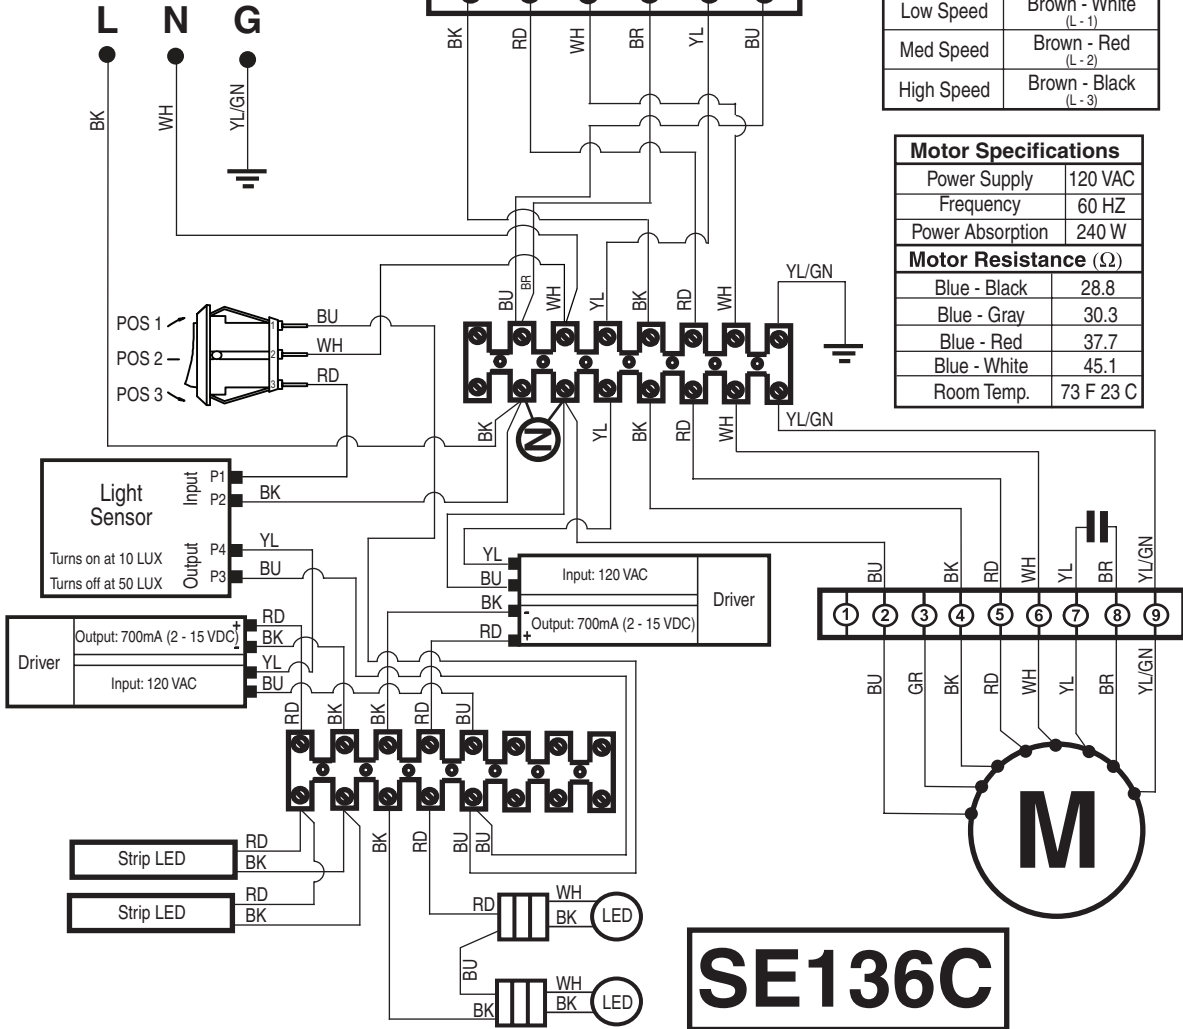 L N G
BK
WH
YL/GN
BK
RD
WH
BR
YL
BU
Low Speed Brown - White
(L - 1)
Med Speed Brown - Red
(L - 2)
High Speed Brown - Black
(L - 3)
Motor Specifications
Power Supply 120 VAC
Frequency 60 HZ
Power Absorption 240 W
Motor Resistance (Ω)
Blue - Black 28.8
Blue - Gray 30.3
Blue - Red 37.7
Blue - White 45.1
Room Temp. 73 F 23 C
POS 1
POS 2
POS 3
1
2
3
BU
WH
RD
BU
BR
WH
YL
BK
RD
WH
YL/GN
BK
N
YL
BK
RD
WH
YL/GN
Light
Sensor
Turns on at 10 LUX
Turns off at 50 LUX
Input
Output
P1
P2
P4
P3
BK
YL
BU
Driver
Output: 700mA (2 - 15 VDC)
Input: 120 VAC
+
-
RD
BK
YL
BU
YL
BU
BK
RD
-
+
Input: 120 VAC
Output: 700mA (2 - 15 VDC)
Driver
BU
BK
RD
WH
YL
BR
YL/GN
1 2 3 4 5 6 7 8 9
BU
GR
BK
RD
WH
YL
BR
YL/GN
M
RD
BK
BK
RD
BU
BK
RD
BU
BU
Strip LED
RD
BK
Strip LED
RD
BK
RD
WH
BK
LED
BU
BK
WH
BK
LED
SE136C